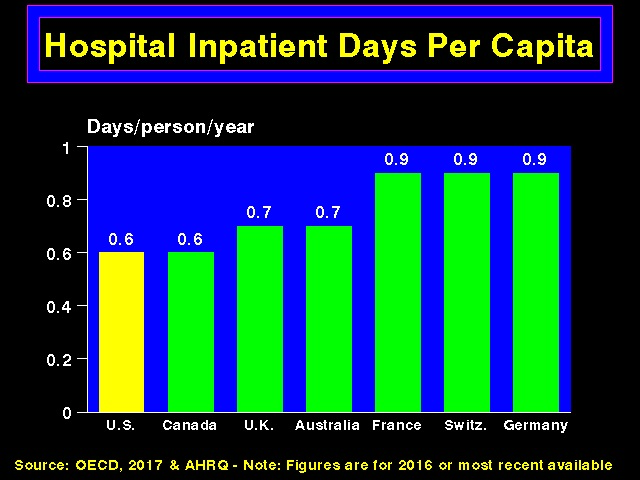 Hospital Inpatient Days Per Capita
Days/person/year
1
0.8
0.6
0.4
0.2
0
0.6 0.6 0.7 0.7 0.9 0.9 0.9
U.S. Canada U.K. Australia France Switz. Germany
Source: OECD, 2017 & AHRQ - Note: Figures are for 2016 or most recent available